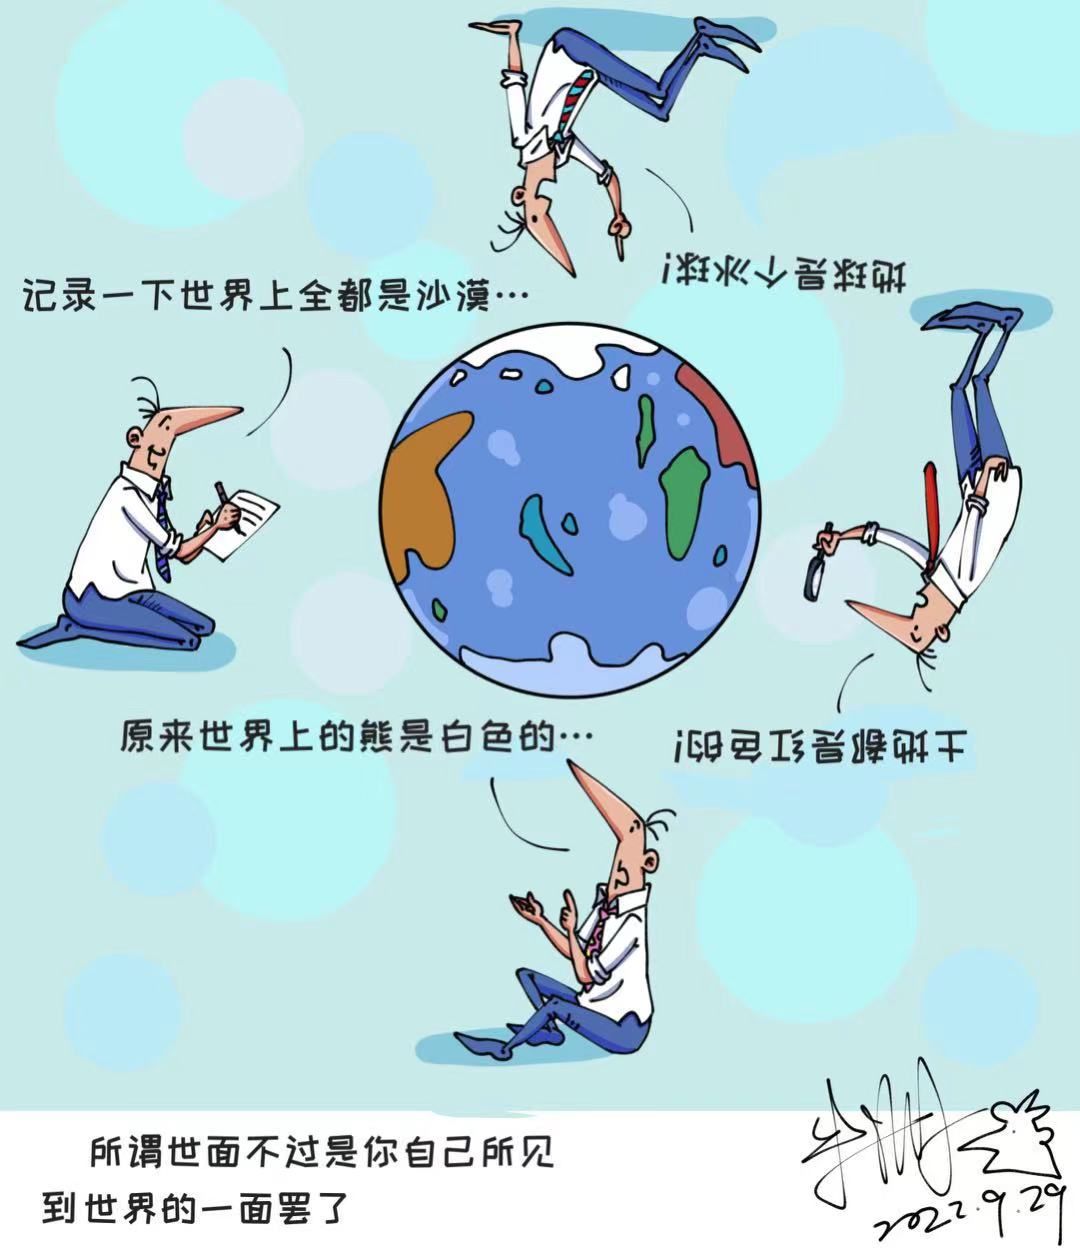 地球是个冰球!
记录一下世界上全都是沙漠…
原来世界上的熊是白色的…
土地都是红色的!
所谓世面不过是你自己所见
到世界的一面罢了
2022.9.29